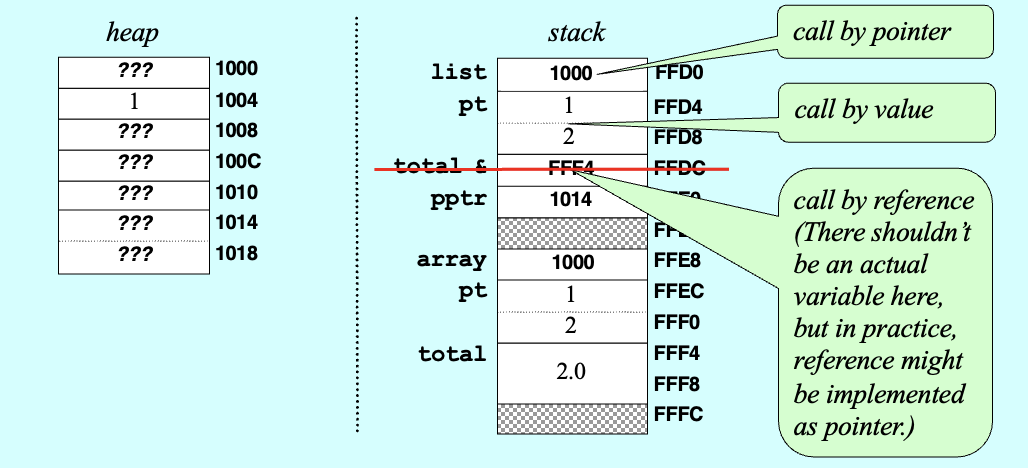 heap
stack
call by pointer
??? 1000
list 1000 FFD0
1 1004
pt 1 FFD4
call by value
??? 1008
2 FFD8
??? 100C
total & FFF4 FFDC
??? 1010
pptr 1014
??? 1014
array 1000 FFE8
??? 1018
pt 1 FFEC
2 FFF0
total 2.0 FFF4
FFF8
FFFC
call by reference
(There shouldn't
be an actual
variable here,
but in practice,
reference might
be implemented
as pointer.)